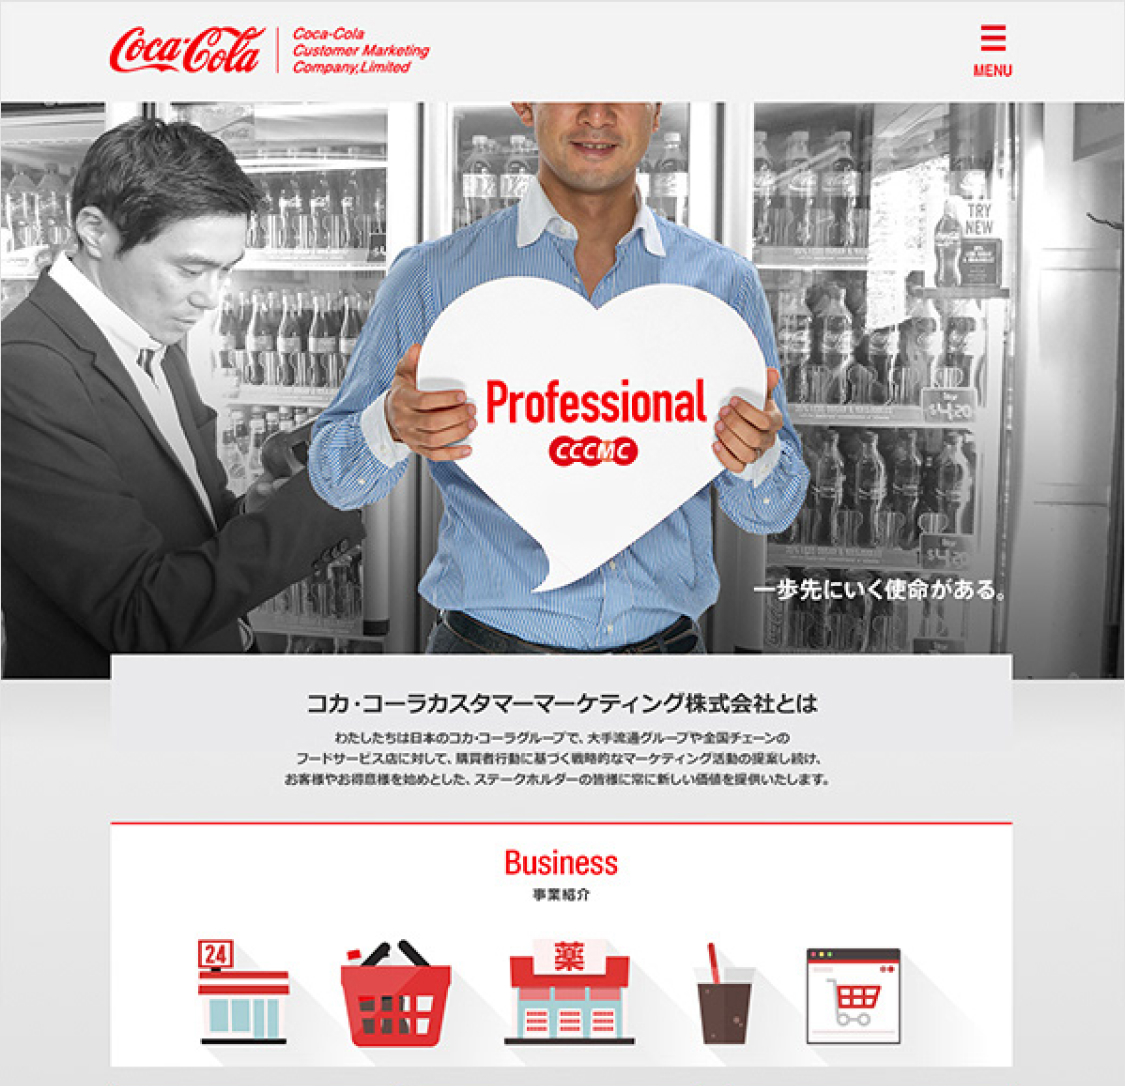 Coca-Cola
Coca-Cola
Customer Marketing
Company,Limited
MENU
TRY
NEW
Professional
CCCMC
$4.20
一歩先にいく使命がある。
コカ・コーラカスタマーマーケティング株式会社とは
わたしたちは日本のコカ・コーラグループで、大手流通グループや全国チェーンの
フードサービス店に対して、購買者行動に基づく戦略的なマーケティング活動の提案し続け、
お客様やお得意様を始めとした、ステークホルダーの皆様に常に新しい価値を提供いたします。
Business
事業紹介
24
薬